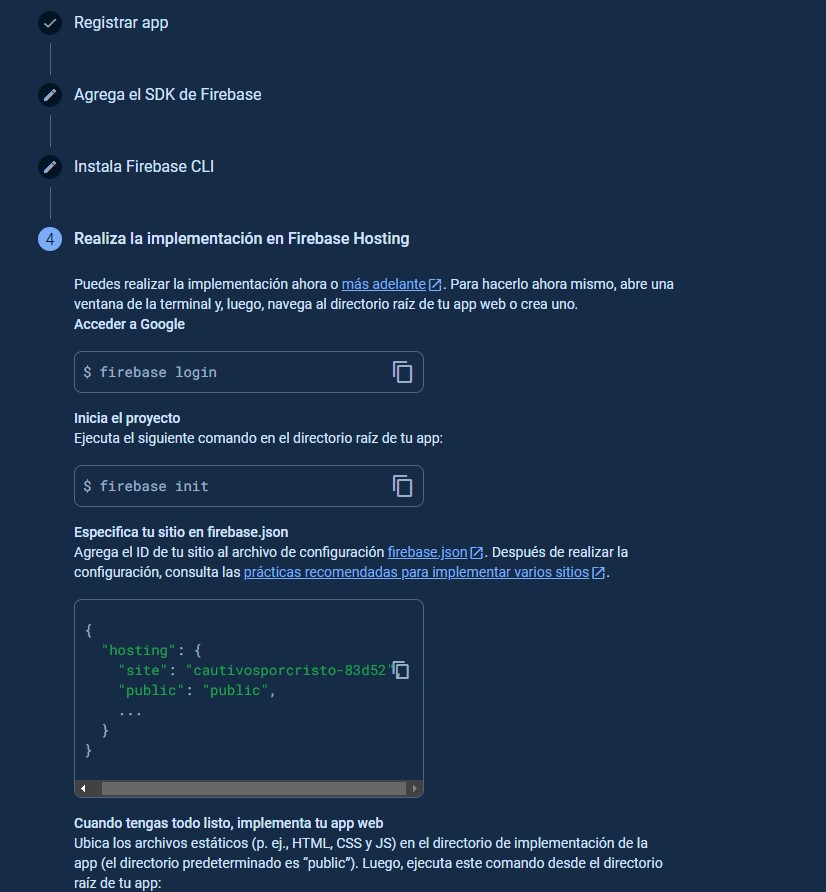 Registrar app
Agrega el SDK de Firebase
Instala Firebase CLI
4 Realiza la implementación en Firebase Hosting
Puedes realizar la implementación ahora o más adelante. Para hacerlo ahora mismo, abre una
ventana de la terminal y, luego, navega al directorio raíz de tu app web o crea uno.
Acceder a Google
$ firebase login
Inicia el proyecto
Ejecuta el siguiente comando en el directorio raíz de tu app:
$ firebase init
Especifica tu sitio en firebase.json
Agrega el ID de tu sitio al archivo de configuración firebase.json. Después de realizar la
configuración, consulta las prácticas recomendadas para implementar varios sitios.
{
"hosting": {
"site": "cautivosporcristo-83d52"
"public": "public",
...
}
}
Cuando tengas todo listo, implementa tu app web
Ubica los archivos estáticos (p. ej., HTML, CSS y JS) en el directorio de implementación de la
app (el directorio predeterminado es “public”). Luego, ejecuta este comando desde el directorio
raíz de tu app: